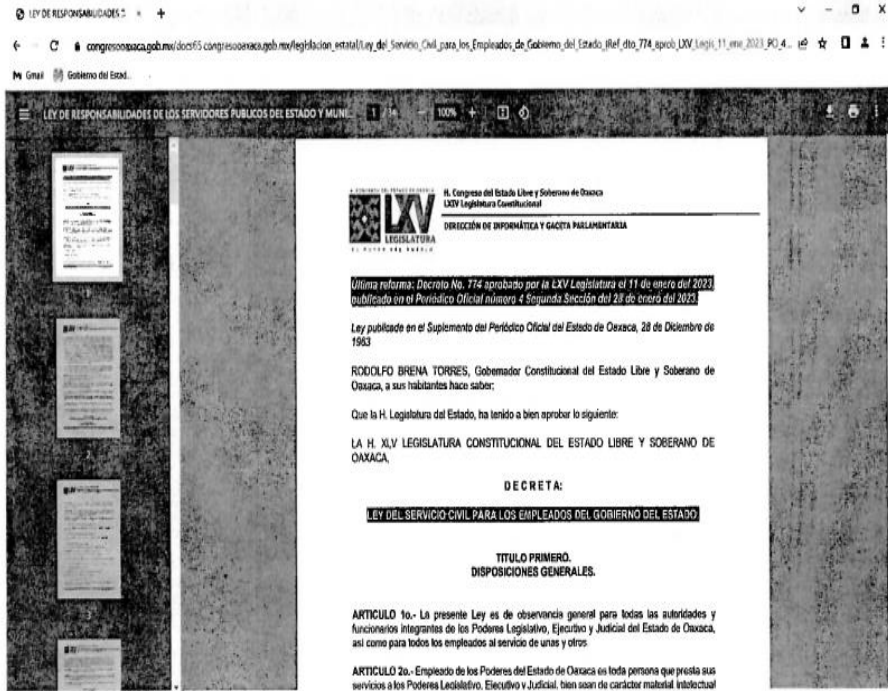 LEY DE RESPONSABILIDADES
congresooaxaca.gob.mx/docs65.congresooaxaca.gob.mx/legislacion_estatal/Ley_del_Servicio_Civil_para_los_Empleados_de_Gobierno_del_Estado_(Ref_dto_774_aprob_LXV_Legis_11_ene_2023_PO_4...
Gmail Gobierno del Estad...
LEY DE RESPONSABILIDADES DE LOS SERVIDORES PUBLICOS DEL ESTADO Y MUNI... 1 / 14 - 100% +
LXV
LEGISLATURA
H. Congreso del Estado Libre y Soberano de Oaxaca
LXIV Legislatura Constitucional
DIRECCIÓN DE INFORMÁTICA Y GACETA PARLAMENTARIA
Última reforma: Decreto No. 774 aprobado por la LXV Legislatura el 11 de enero del 2023,
publicado en el Periódico Oficial número 4 Segunda Sección del 28 de enero del 2023.
Ley publicada en el Suplemento del Periódico Oficial del Estado de Oaxaca, 28 de Diciembre de
1963
RODOLFO BRENA TORRES, Gobernador Constitucional del Estado Libre y Soberano de
Oaxaca, a sus habitantes hace saber:
Que la H. Legislatura del Estado, ha tenido a bien aprobar lo siguiente:
LA H. XLV LEGISLATURA CONSTITUCIONAL DEL ESTADO LIBRE Y SOBERANO DE
OAXACA,
DECRETA:
LEY DEL SERVICIO CIVIL PARA LOS EMPLEADOS DEL GOBIERNO DEL ESTADO
TITULO PRIMERO.
DISPOSICIONES GENERALES.
ARTICULO 1o.- La presente Ley es de observancia general para todas las autoridades y
funcionarios integrantes de los Poderes Legislativo, Ejecutivo y Judicial del Estado de Oaxaca,
así como para todos los empleados al servicio de unas y otros.
ARTICULO 2o.- Empleado de los Poderes del Estado de Oaxaca es toda persona que presta sus
servicios a los Poderes Legislativo, Ejecutivo y Judicial, bien sean de carácter material intelectual
1
2
3